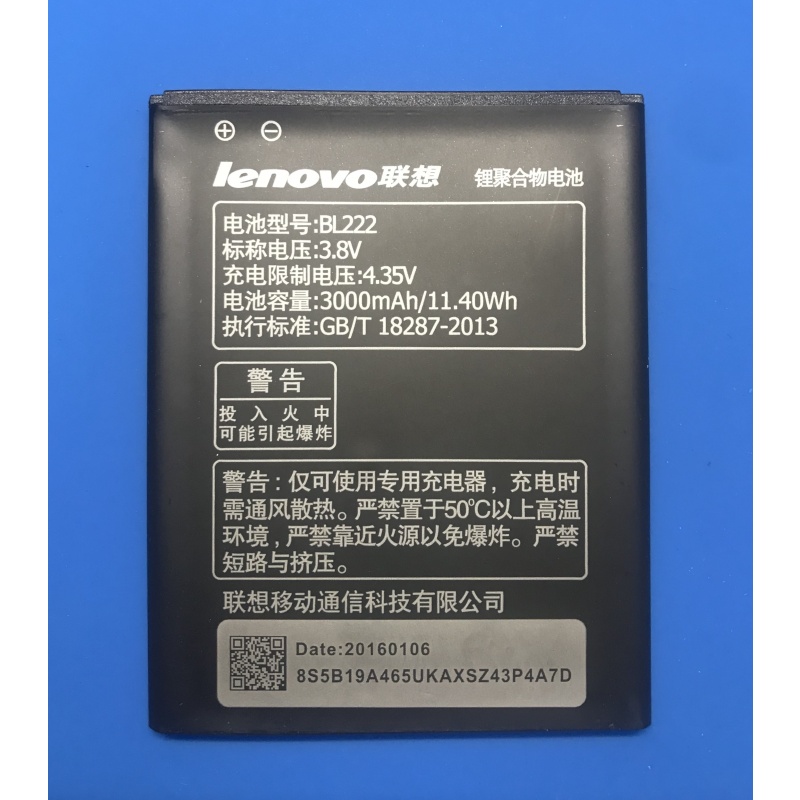 ⊕ ⊖
lenovo联想 锂聚合物电池
电池型号:BL222
标称电压:3.8V
充电限制电压:4.35V
电池容量:3000mAh/11.40Wh
执行标准:GB/T 18287-2013
警告
投入火中
可能引起爆炸
警告:仅可使用专用充电器，充电时
需通风散热。严禁置于50℃以上高温
环境，严禁靠近火源以免爆炸。严禁
短路与挤压。
联想移动通信科技有限公司
Date:20160106
8S5B19A465UKAXSZ43P4A7D